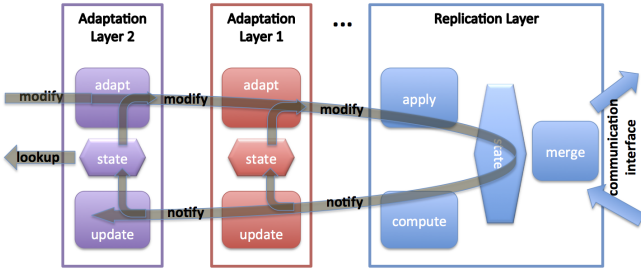 Adaptation
Layer 2
Adaptation
Layer 1
...
Replication Layer
adapt
adapt
apply
modify
modify
modify
lookup
state
state
state
merge
communication
interface
notify
notify
update
update
compute